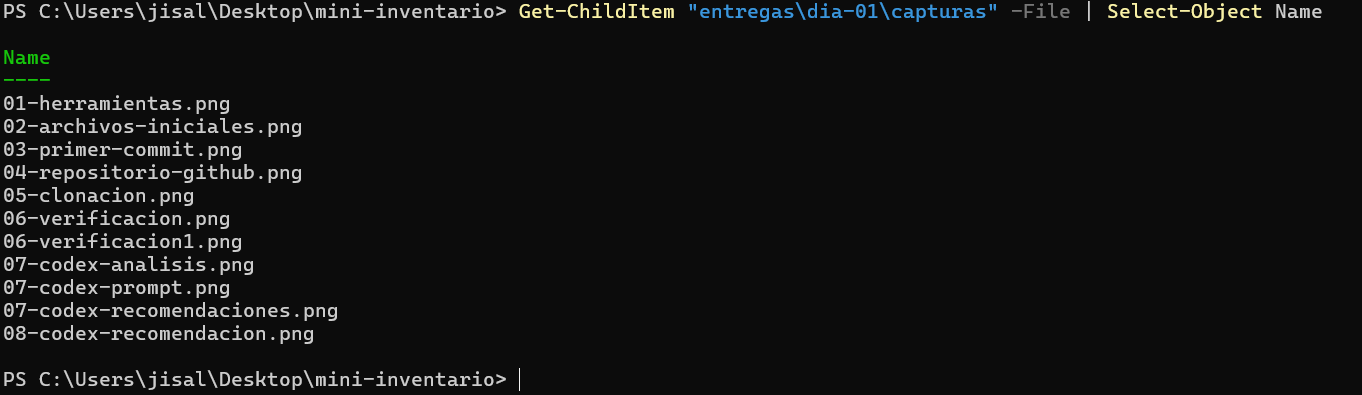 PS C:\Users\jisal\Desktop\mini-inventario> Get-ChildItem "entregas\dia-01\capturas" -File | Select-Object Name
Name
----
01-herramientas.png
02-archivos-iniciales.png
03-primer-commit.png
04-repositorio-github.png
05-clonacion.png
06-verificacion.png
06-verificacion1.png
07-codex-analisis.png
07-codex-prompt.png
07-codex-recomendaciones.png
08-codex-recomendacion.png
PS C:\Users\jisal\Desktop\mini-inventario>